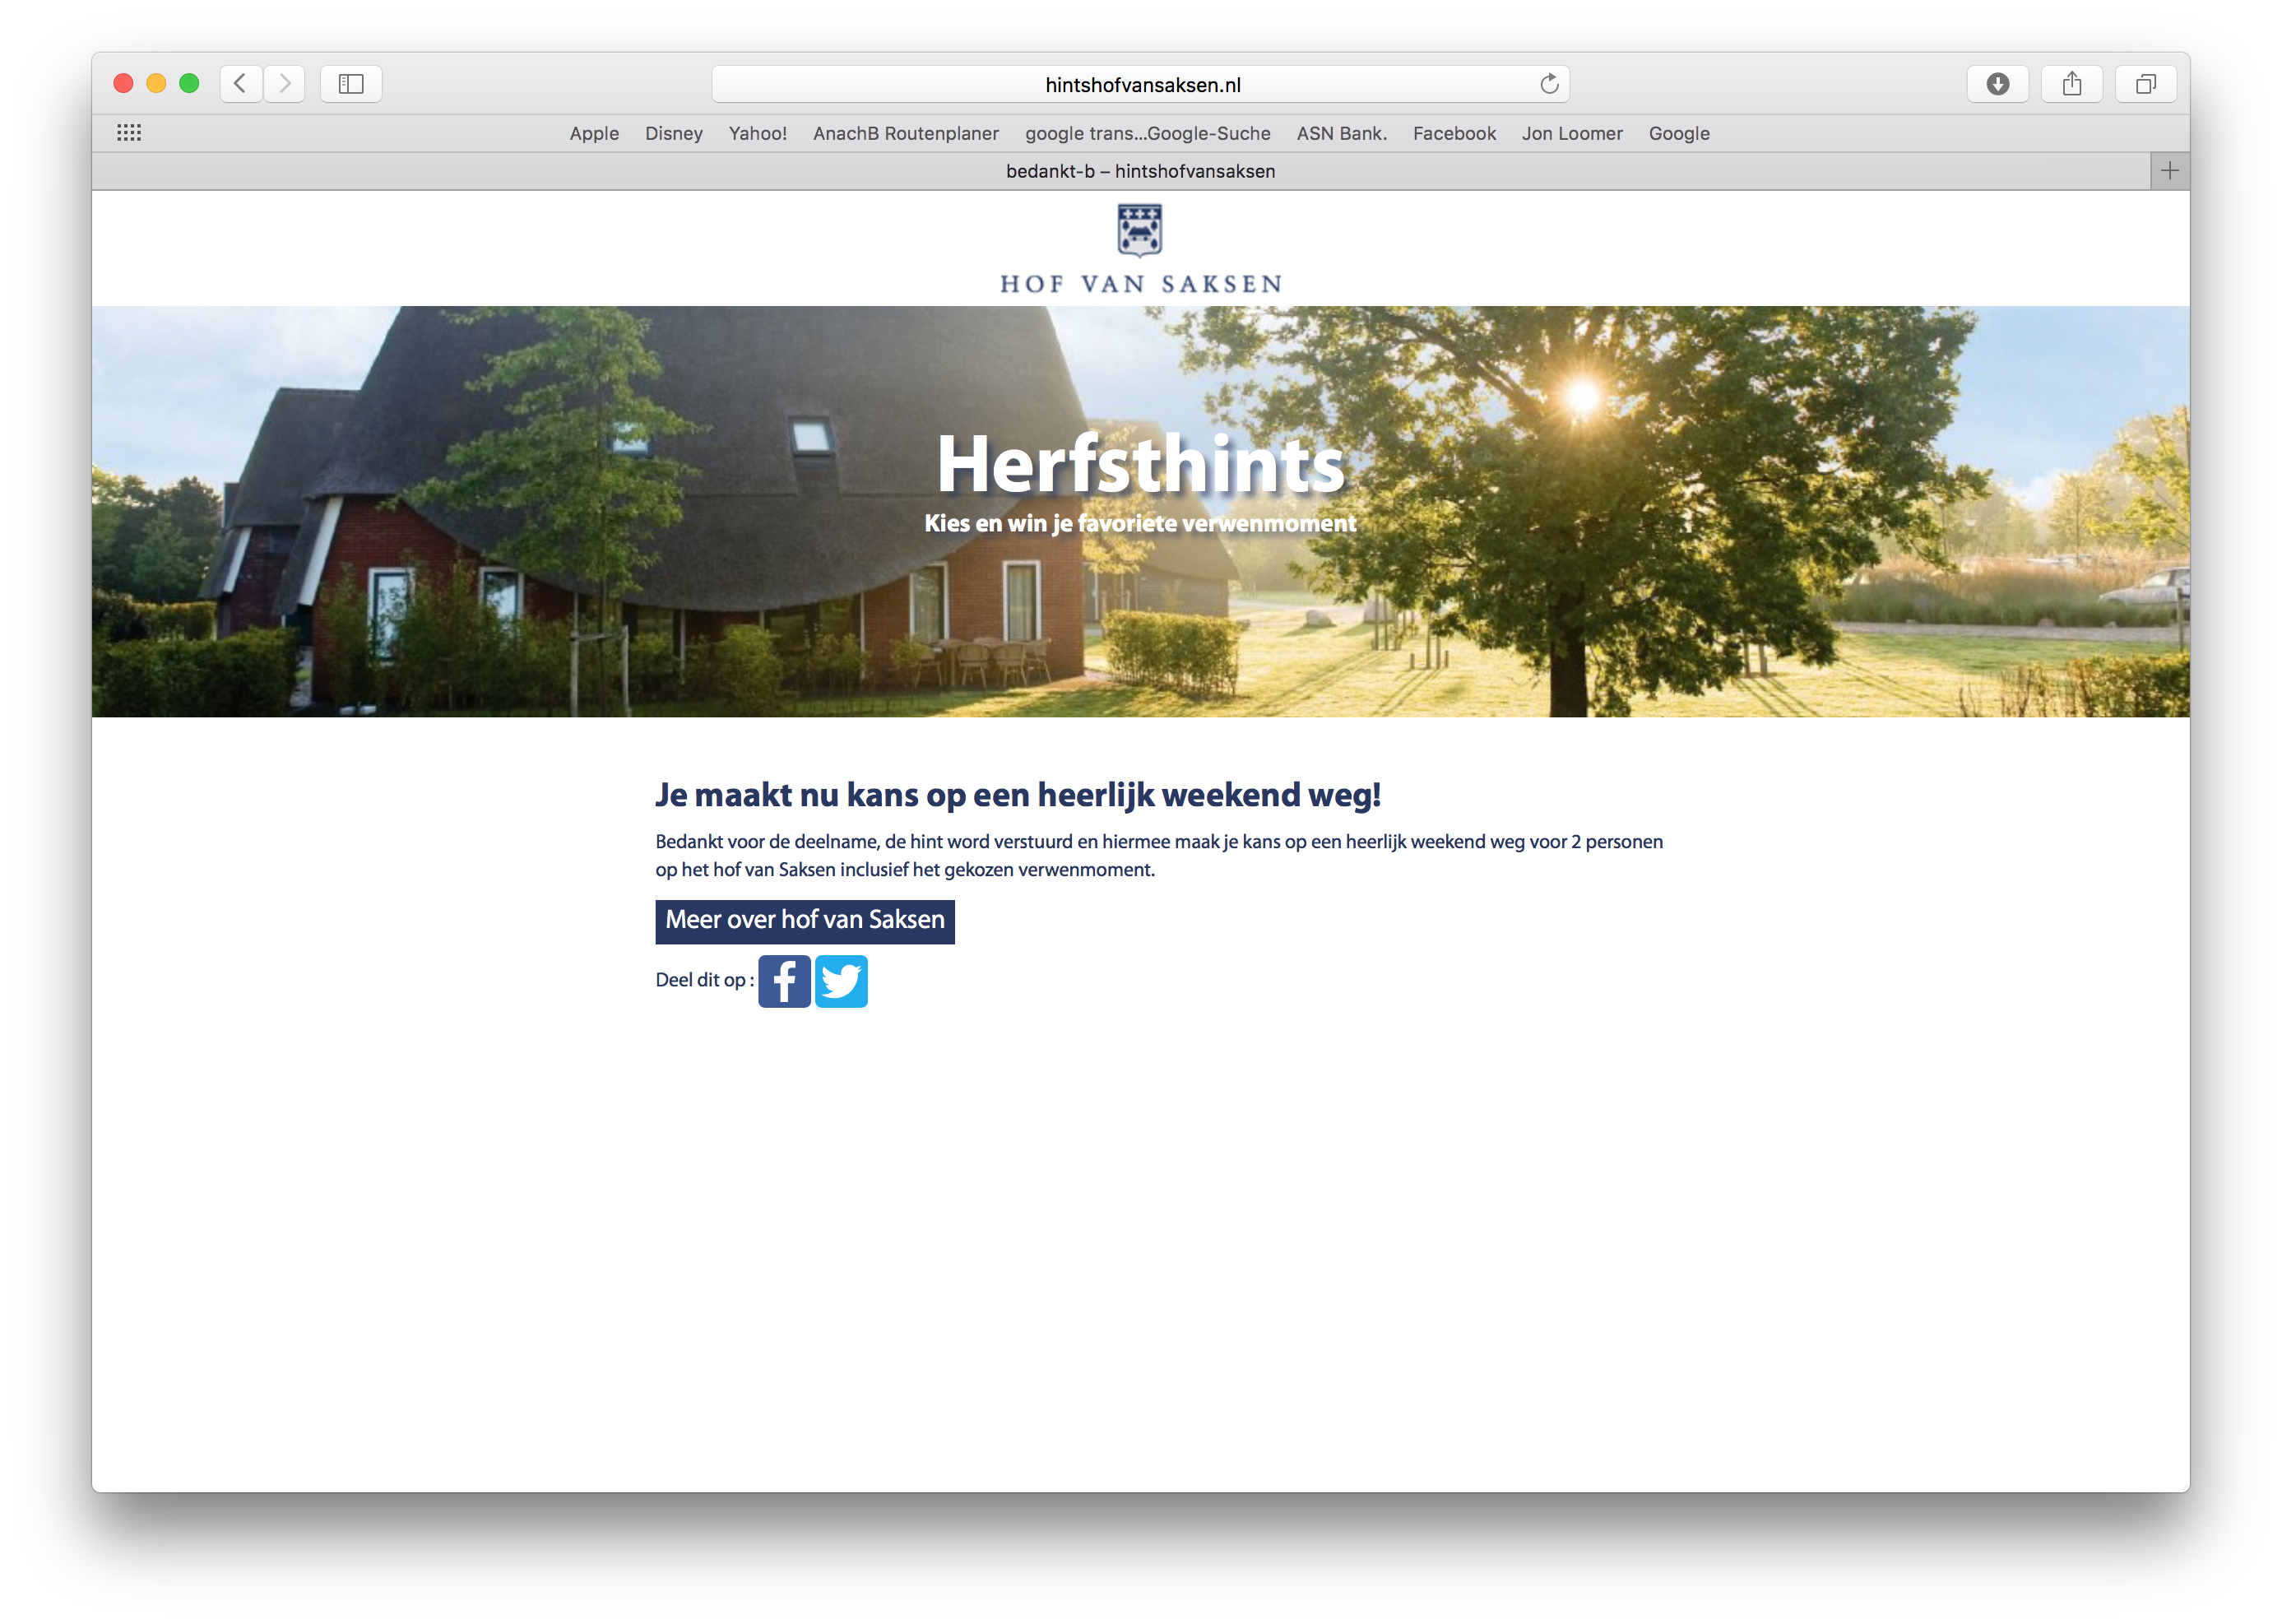 hintshofvansaksen.nl
Apple Disney Yahoo! AnachB Routenplaner google trans...Google-Suche ASN Bank. Facebook Jon Loomer Google
bedankt-b – hintshofvansaksen
HOF VAN SAKSEN
Herfsthints
Kies en win je favoriete verwenmoment
Je maakt nu kans op een heerlijk weekend weg!
Bedankt voor de deelname, de hint word verstuurd en hiermee maak je kans op een heerlijk weekend weg voor 2 personen
op het hof van Saksen inclusief het gekozen verwenmoment.
Meer over hof van Saksen
Deel dit op :